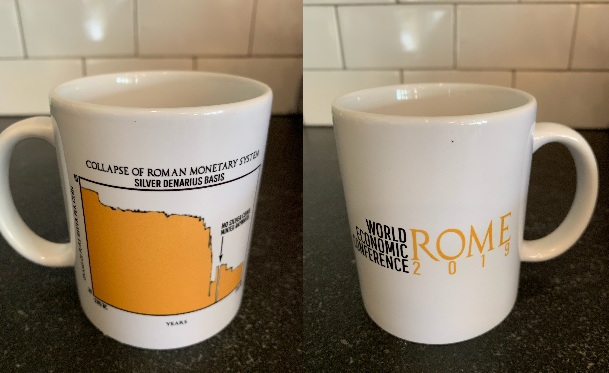 COLLAPSE OF ROMAN MONETARY SYSTEM
SILVER DENARIUS BASIS
YEARS
WORLD
ECONOMIC
CONFERENCE
ROME
2019